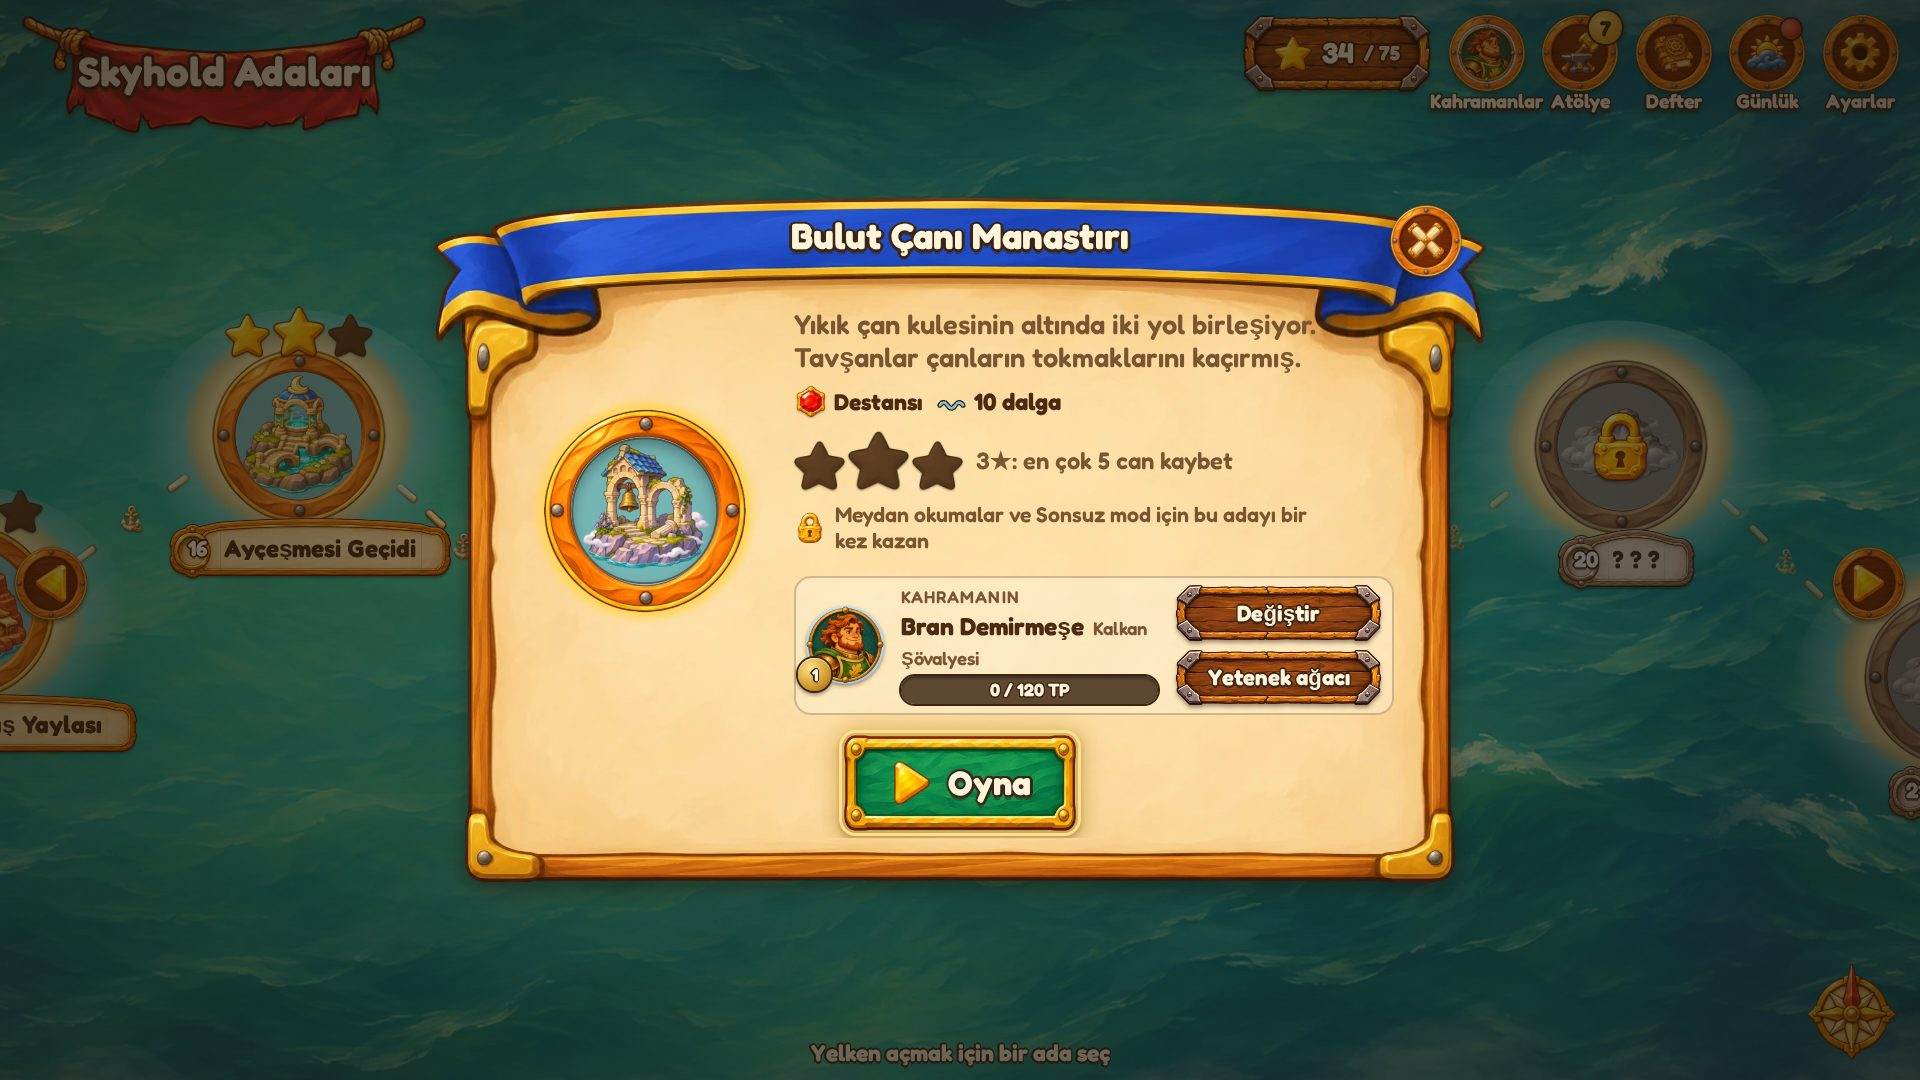 Skyhold Adaları
34 / 75
7
Kahramanlar
Atölye
Defter
Günlük
Ayarlar
Bulut Çanı Manastırı
Yıkık çan kulesinin altında iki yol birleşiyor.
Tavşanlar çanların tokmaklarını kaçırmış.
Destansı 10 dalga
3★: en çok 5 can kaybet
Meydan okumalar ve Sonsuz mod için bu adayı bir
kez kazan
KAHRAMANIN
Bran Demirmeşe Kalkan
Şövalyesi
1
0 / 120 TP
Değiştir
Yetenek ağacı
Oyna
16 Ayçeşmesi Geçidi
Yaylası
20 ???
Yelken açmak için bir ada seç